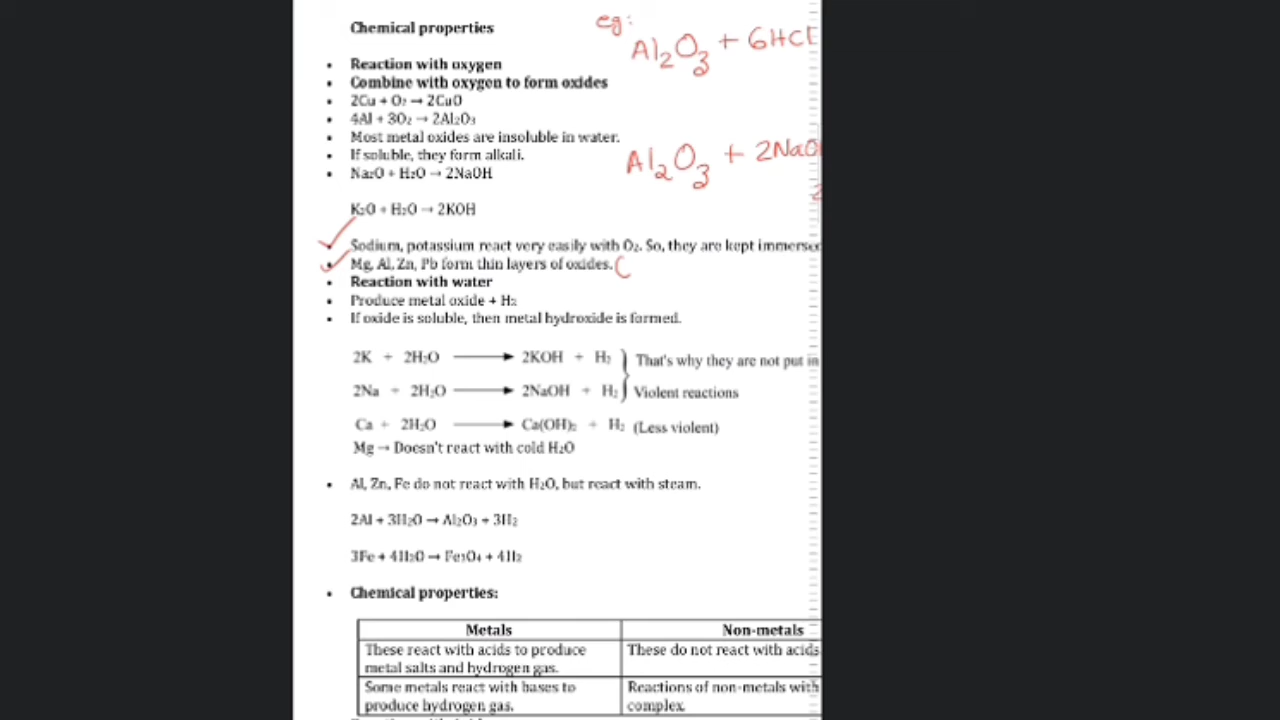 Chemical properties
eg:
Al₂O₃ + 6HCl
• Reaction with oxygen
• Combine with oxygen to form oxides
• 2Cu + O₂ → 2CuO
• 4Al + 3O₂ → 2Al₂O₃
• Most metal oxides are insoluble in water.
• If soluble, they form alkali.
Al₂O₃ + 2NaO
• Na₂O + H₂O → 2NaOH
K₂O + H₂O → 2KOH
• Sodium, potassium react very easily with O₂. So, they are kept immerse
• Mg, Al, Zn, Pb form thin layers of oxides. (
• Reaction with water
• Produce metal oxide + H₂
• If oxide is soluble, then metal hydroxide is formed.
2K + 2H₂O ⟶ 2KOH + H₂ } That's why they are not put in
2Na + 2H₂O ⟶ 2NaOH + H₂ } Violent reactions
Ca + 2H₂O ⟶ Ca(OH)₂ + H₂ (Less violent)
Mg → Doesn't react with cold H₂O
• Al, Zn, Fe do not react with H₂O, but react with steam.
2Al + 3H₂O → Al₂O₃ + 3H₂
3Fe + 4H₂O → Fe₃O₄ + 4H₂
• Chemical properties:
Metals Non-metals
These react with acids to produce These do not react with acids
metal salts and hydrogen gas.
Some metals react with bases to Reactions of non-metals with
produce hydrogen gas. complex